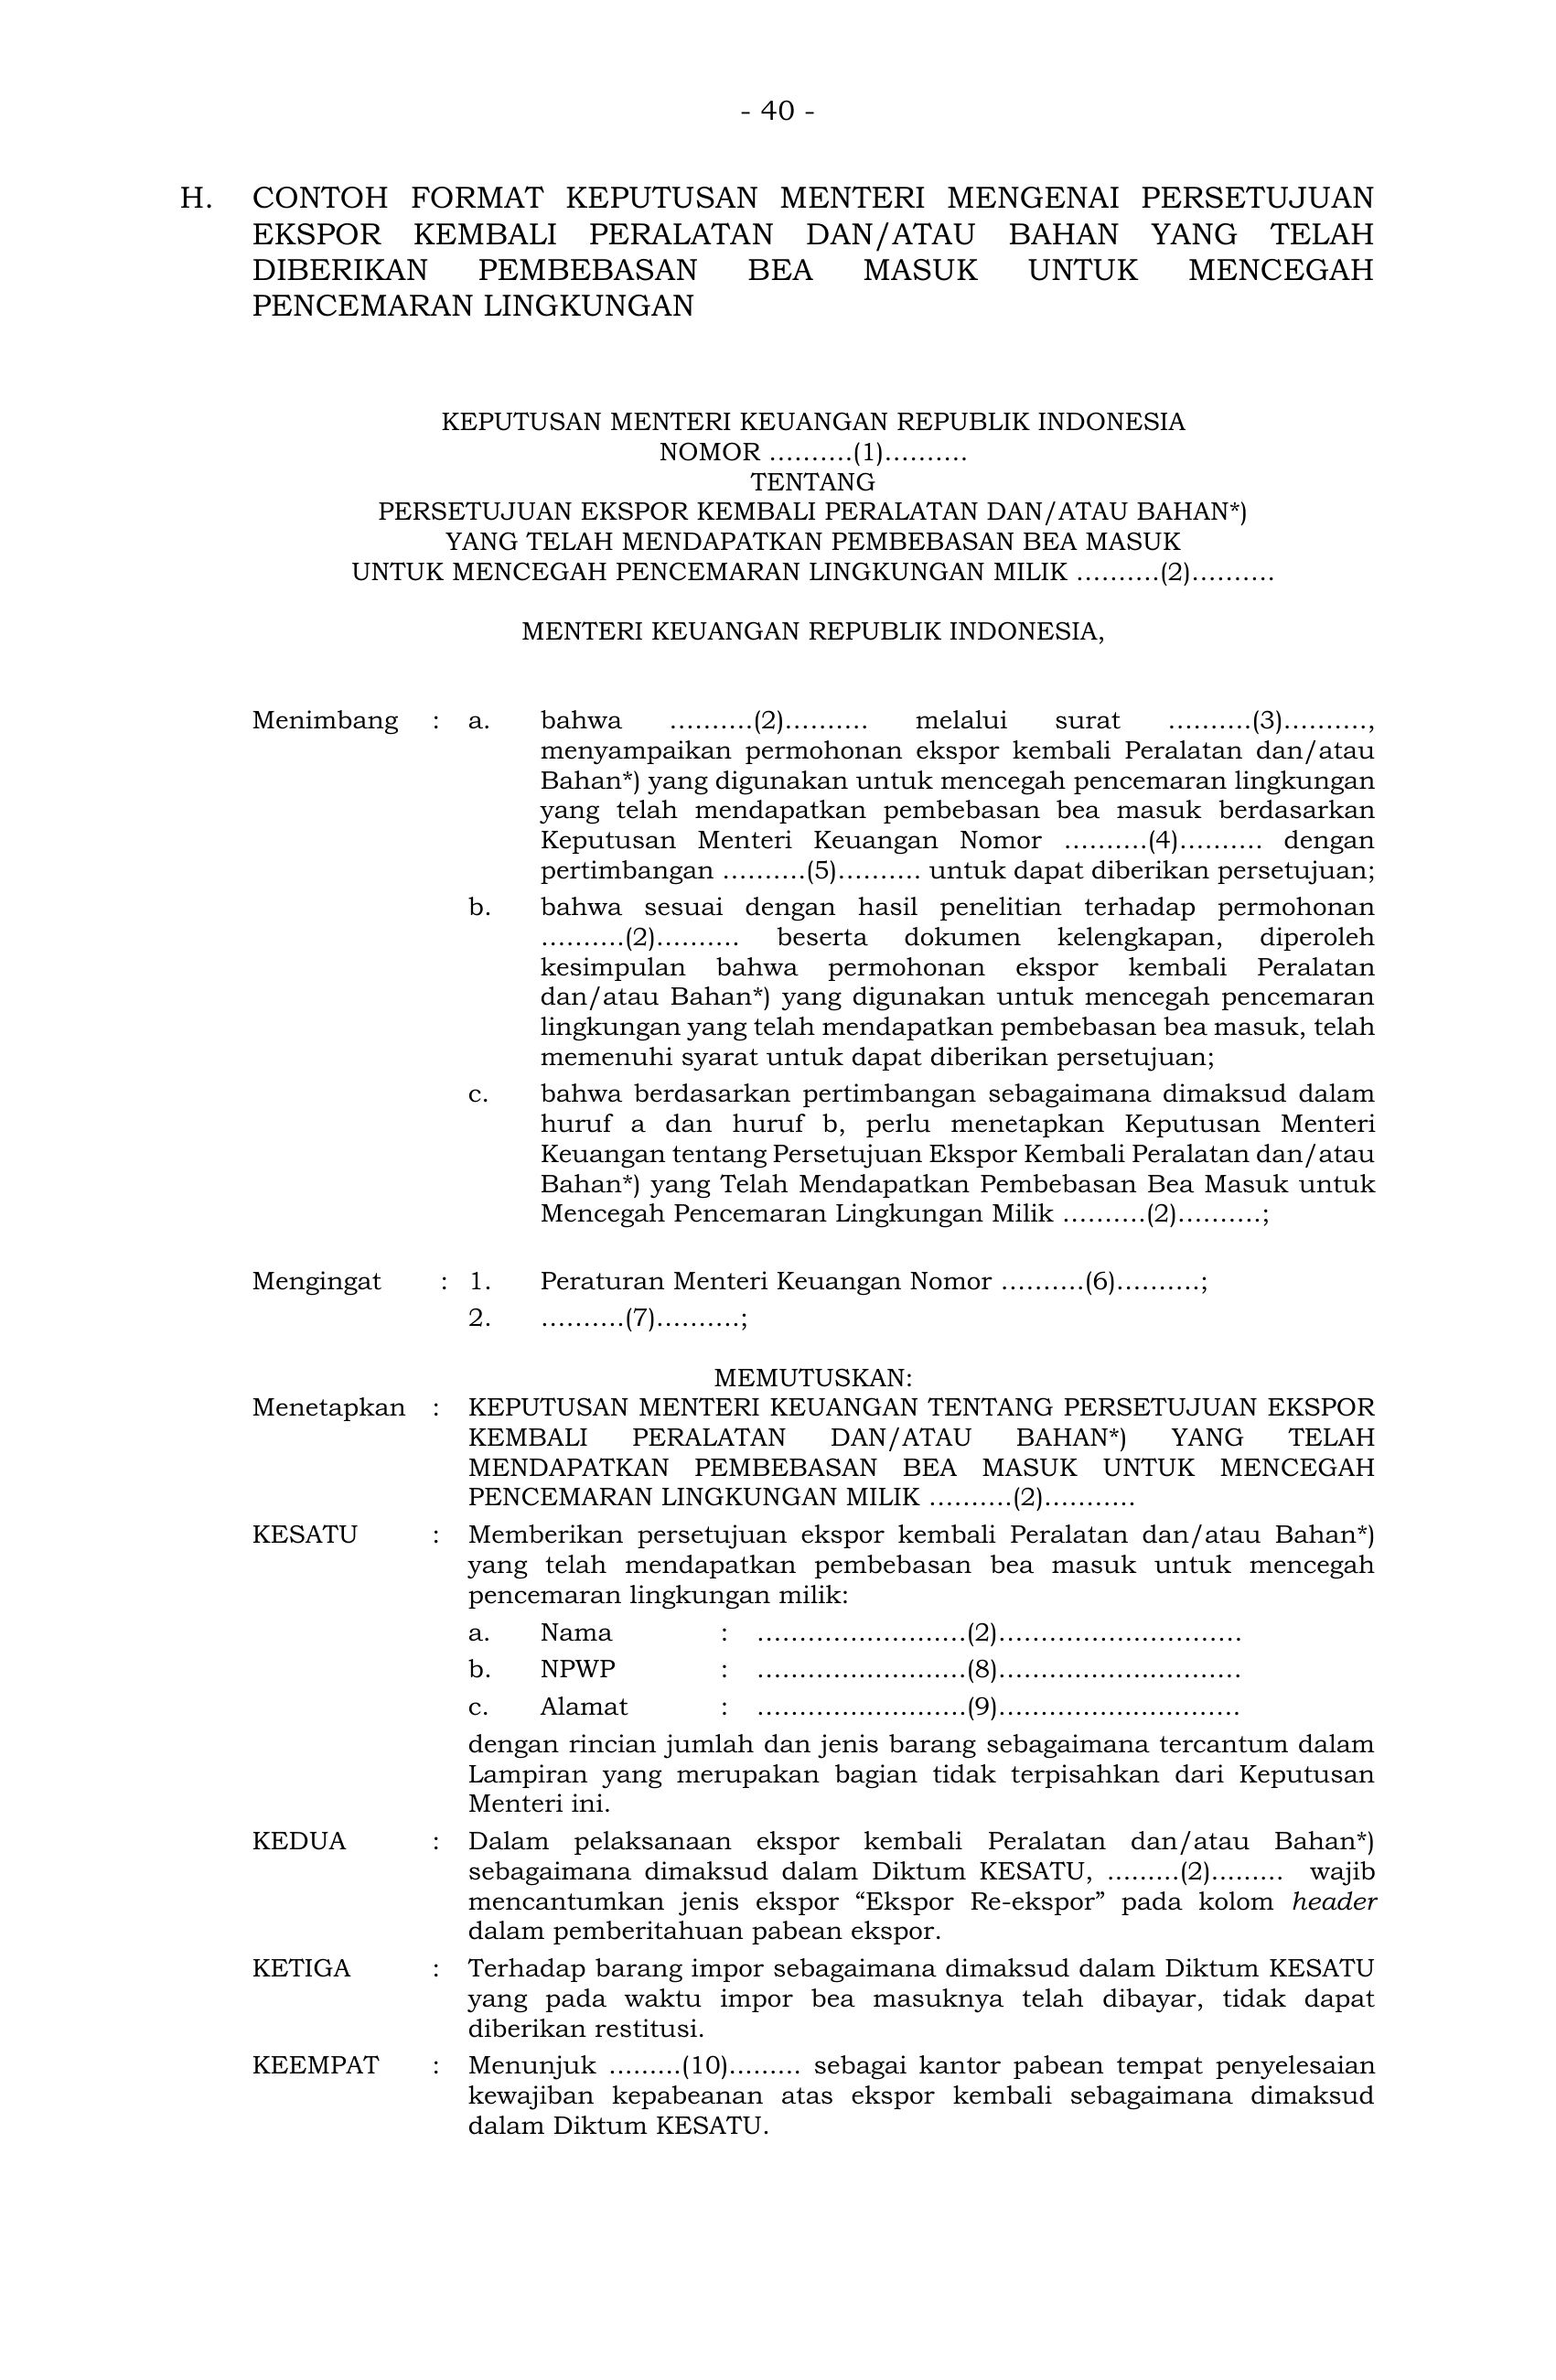 - 40 -
H. CONTOH FORMAT KEPUTUSAN MENTERI MENGENAI PERSETUJUAN
EKSPOR KEMBALI PERALATAN DAN/ATAU BAHAN YANG TELAH
DIBERIKAN PEMBEBASAN BEA MASUK UNTUK MENCEGAH
PENCEMARAN LINGKUNGAN
KEPUTUSAN MENTERI KEUANGAN REPUBLIK INDONESIA
NOMOR ..........(1)..........
TENTANG
PERSETUJUAN EKSPOR KEMBALI PERALATAN DAN/ATAU BAHAN*)
YANG TELAH MENDAPATKAN PEMBEBASAN BEA MASUK
UNTUK MENCEGAH PENCEMARAN LINGKUNGAN MILIK ..........(2)..........
MENTERI KEUANGAN REPUBLIK INDONESIA,
Menimbang : a. bahwa ..........(2).......... melalui surat ..........(3)..........,
menyampaikan permohonan ekspor kembali Peralatan dan/atau
Bahan*) yang digunakan untuk mencegah pencemaran lingkungan
yang telah mendapatkan pembebasan bea masuk berdasarkan
Keputusan Menteri Keuangan Nomor ..........(4).......... dengan
pertimbangan ..........(5).......... untuk dapat diberikan persetujuan;
b. bahwa sesuai dengan hasil penelitian terhadap permohonan
..........(2).......... beserta dokumen kelengkapan, diperoleh
kesimpulan bahwa permohonan ekspor kembali Peralatan
dan/atau Bahan*) yang digunakan untuk mencegah pencemaran
lingkungan yang telah mendapatkan pembebasan bea masuk, telah
memenuhi syarat untuk dapat diberikan persetujuan;
c. bahwa berdasarkan pertimbangan sebagaimana dimaksud dalam
huruf a dan huruf b, perlu menetapkan Keputusan Menteri
Keuangan tentang Persetujuan Ekspor Kembali Peralatan dan/atau
Bahan*) yang Telah Mendapatkan Pembebasan Bea Masuk untuk
Mencegah Pencemaran Lingkungan Milik ..........(2)..........;
Mengingat : 1. Peraturan Menteri Keuangan Nomor ..........(6)..........;
2. ..........(7)..........;
MEMUTUSKAN:
Menetapkan : KEPUTUSAN MENTERI KEUANGAN TENTANG PERSETUJUAN EKSPOR
KEMBALI PERALATAN DAN/ATAU BAHAN*) YANG TELAH
MENDAPATKAN PEMBEBASAN BEA MASUK UNTUK MENCEGAH
PENCEMARAN LINGKUNGAN MILIK ..........(2)...........
KESATU : Memberikan persetujuan ekspor kembali Peralatan dan/atau Bahan*)
yang telah mendapatkan pembebasan bea masuk untuk mencegah
pencemaran lingkungan milik:
a. Nama : .........................(2).............................
b. NPWP : .........................(8).............................
c. Alamat : .........................(9).............................
dengan rincian jumlah dan jenis barang sebagaimana tercantum dalam
Lampiran yang merupakan bagian tidak terpisahkan dari Keputusan
Menteri ini.
KEDUA : Dalam pelaksanaan ekspor kembali Peralatan dan/atau Bahan*)
sebagaimana dimaksud dalam Diktum KESATU, .........(2)......... wajib
mencantumkan jenis ekspor “Ekspor Re-ekspor” pada kolom header
dalam pemberitahuan pabean ekspor.
KETIGA : Terhadap barang impor sebagaimana dimaksud dalam Diktum KESATU
yang pada waktu impor bea masuknya telah dibayar, tidak dapat
diberikan restitusi.
KEEMPAT : Menunjuk .........(10)......... sebagai kantor pabean tempat penyelesaian
kewajiban kepabeanan atas ekspor kembali sebagaimana dimaksud
dalam Diktum KESATU.